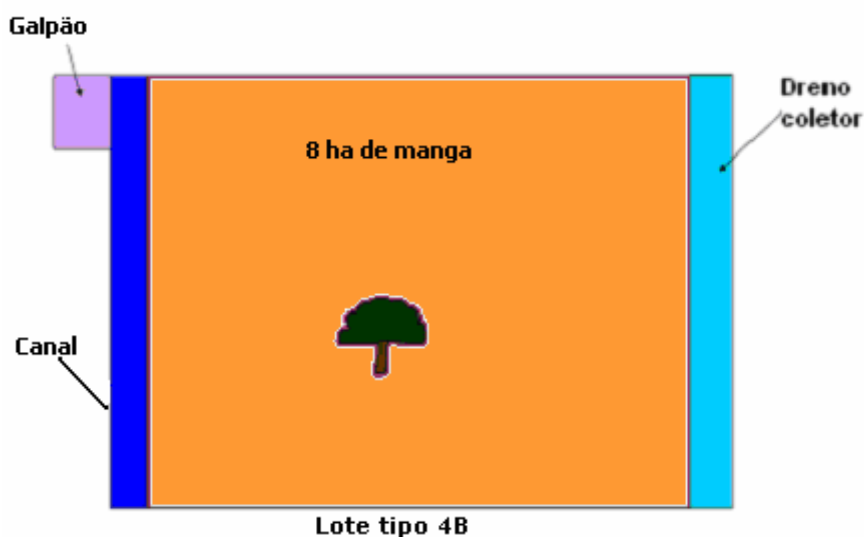 Galpão
Dreno
coletor
8 ha de manga
Canal
Lote tipo 4B